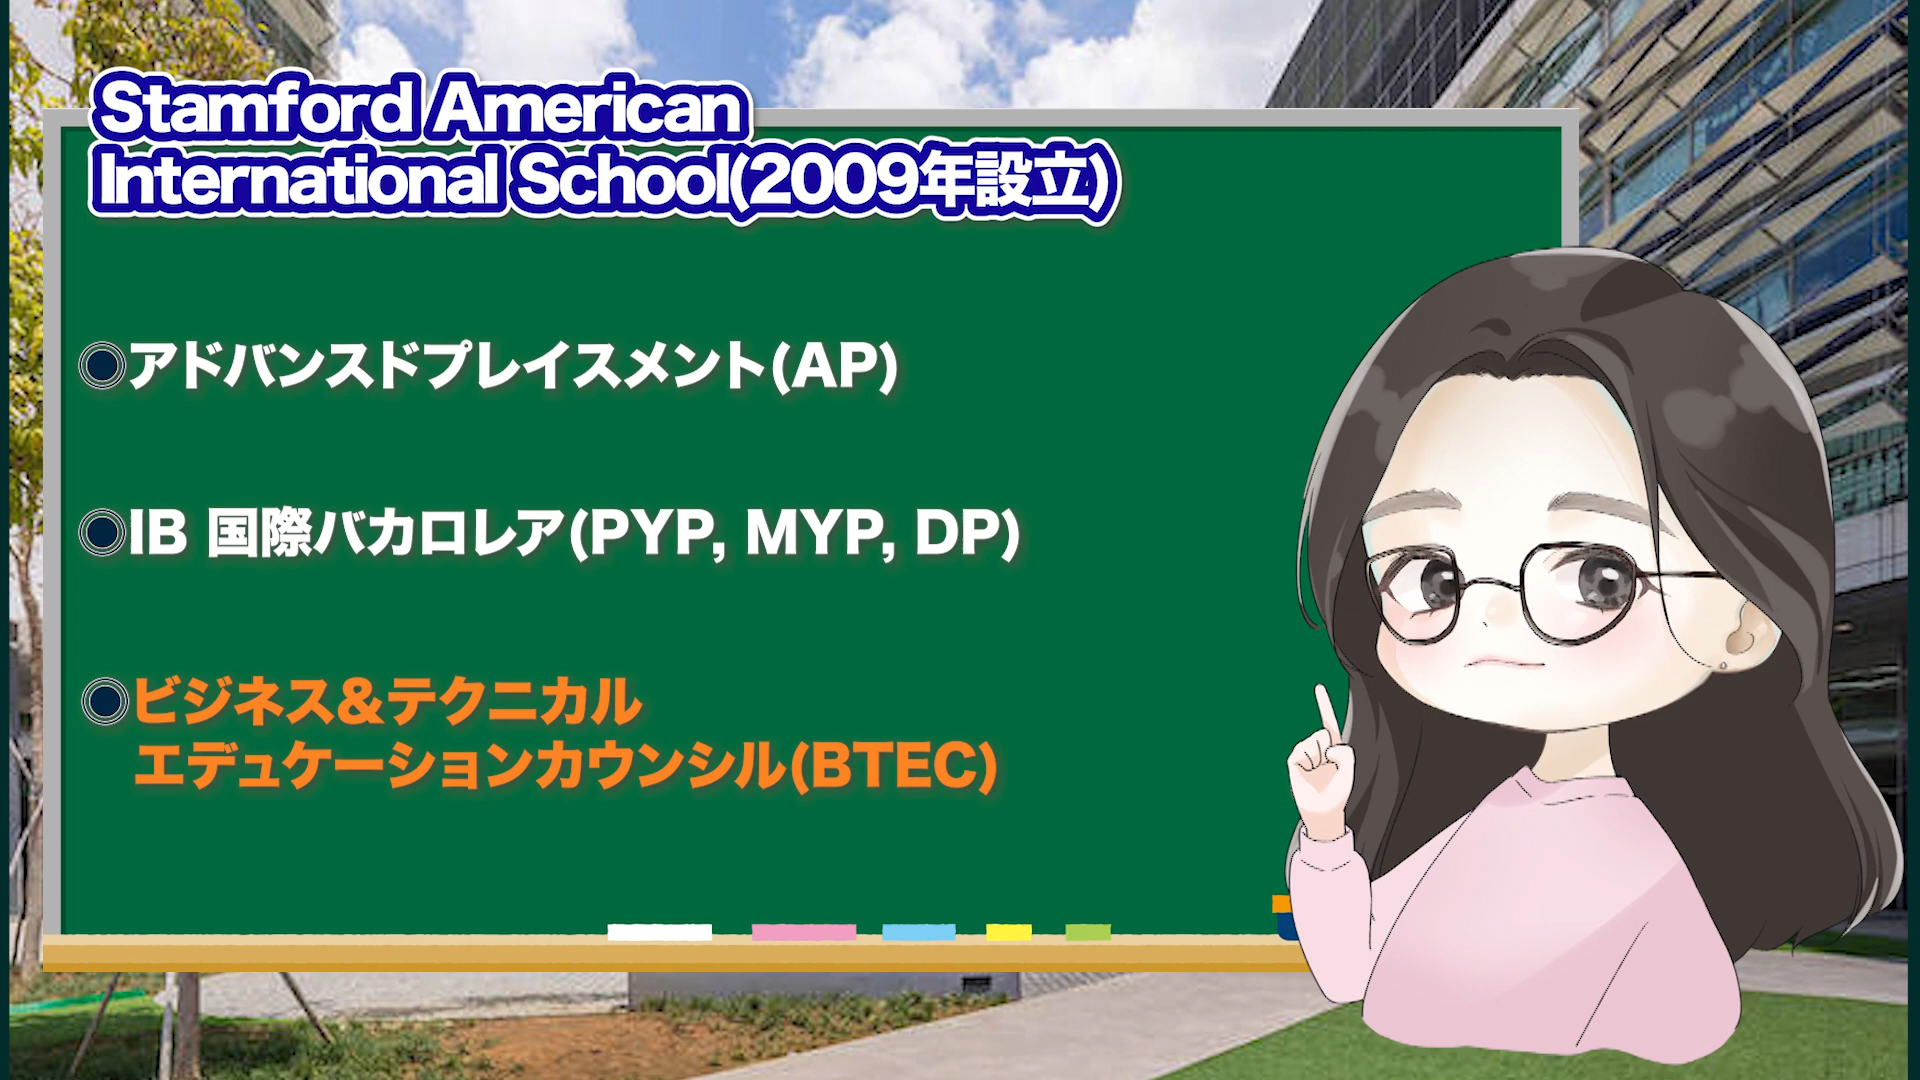 Stamford American
International School(2009年設立)
アドバンスドプレイスメント(AP)
IB 国際バカロレア(PYP, MYP, DP)
ビジネス&テクニカル
エデュケーションカウンシル(BTEC)